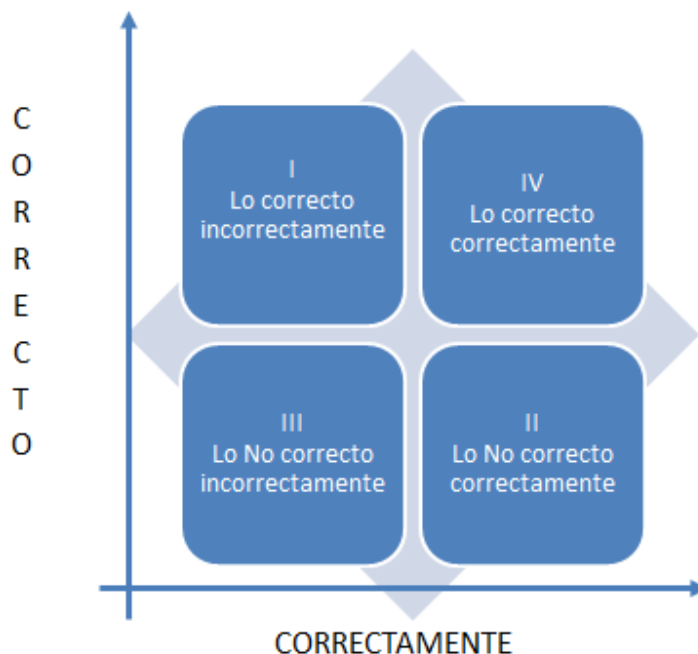 C
O
R
R
E
C
T
O
I
Lo correcto
incorrectamente
IV
Lo correcto
correctamente
III
Lo No correcto
incorrectamente
II
Lo No correcto
correctamente
CORRECTAMENTE